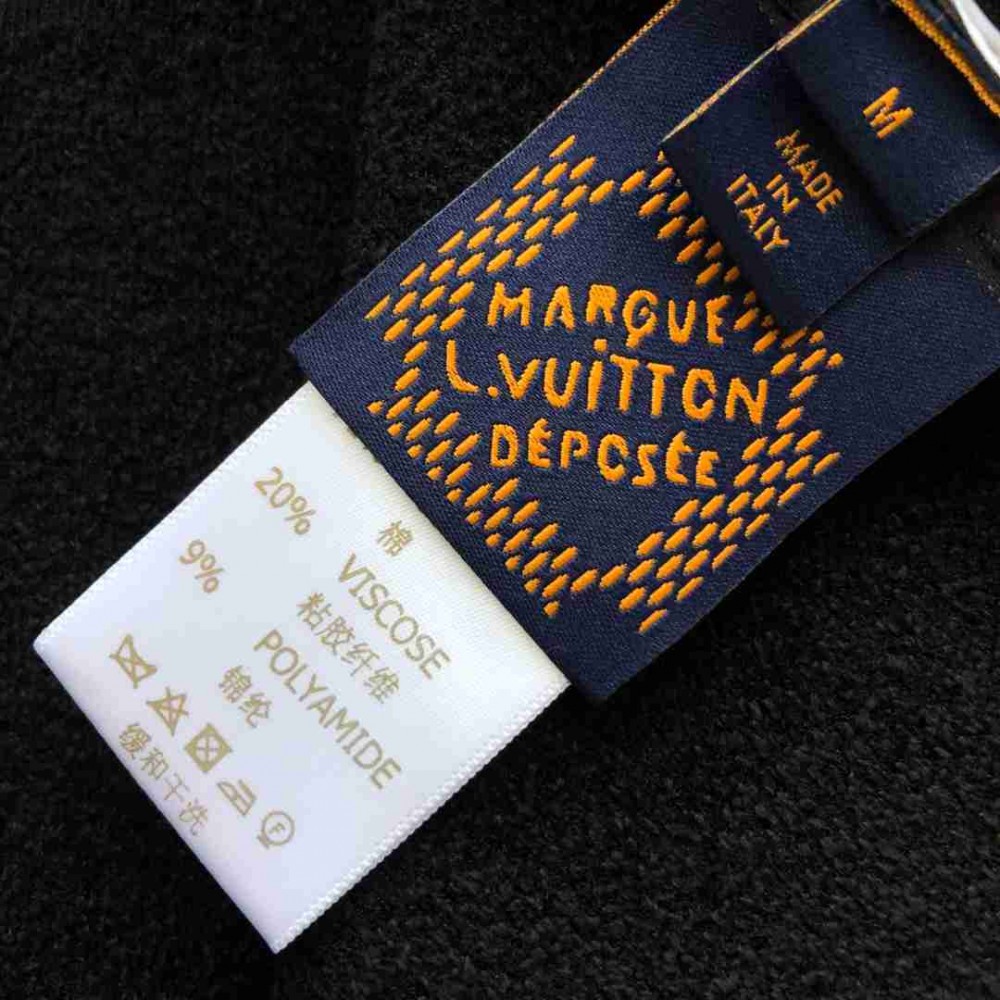 M
MADE
IN
ITALY
MARQUE
L.VUiTTON
DÉPOSÉE
棉
20% VISCOSE
粘胶纤维
9% POLYAMIDE
锦纶
F
缓和干洗